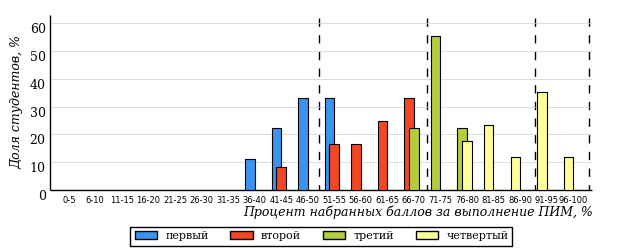 Доля студентов, %
60
50
40
30
20
10
0
0-5 6-10 11-15 16-20 21-25 26-30 31-35 36-40 41-45 46-50 51-55 56-60 61-65 66-70 71-75 76-80 81-85 86-90 91-95 96-100
Процент набранных баллов за выполнение ПИМ, %
первый второй третий четвертый